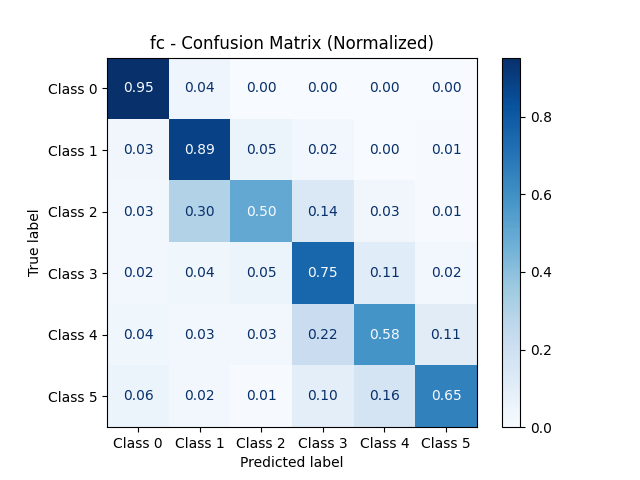 fc - Confusion Matrix (Normalized)
Class 0 0.95 0.04 0.00 0.00 0.00 0.00
Class 1 0.03 0.89 0.05 0.02 0.00 0.01
Class 2 0.03 0.30 0.50 0.14 0.03 0.01
Class 3 0.02 0.04 0.05 0.75 0.11 0.02
Class 4 0.04 0.03 0.03 0.22 0.58 0.11
Class 5 0.06 0.02 0.01 0.10 0.16 0.65
Class 0 Class 1 Class 2 Class 3 Class 4 Class 5
Predicted label
True label
0.8
0.6
0.4
0.2
0.0